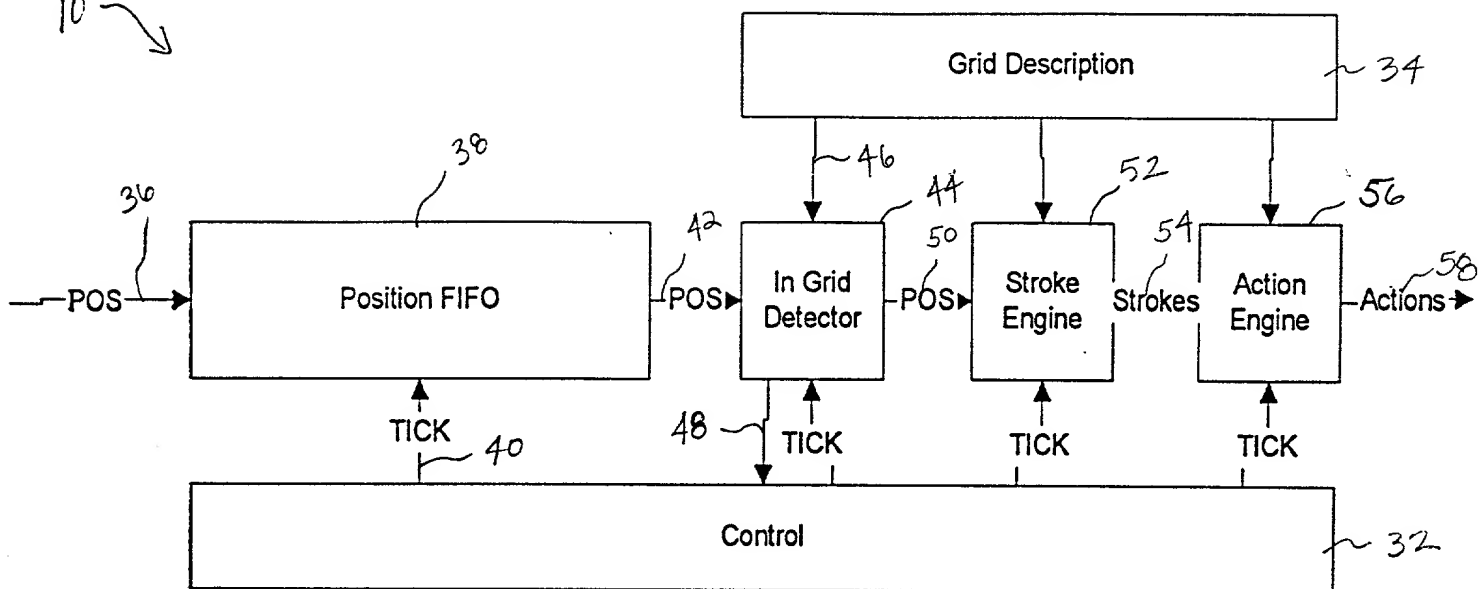 10
Grid Description
34
38
46
52
36
44
56
42
50
54
58
POS
Position FIFO
POS
In Grid
Detector
POS
Stroke
Engine
Strokes
Action
Engine
Actions
TICK
40
48
TICK
TICK
TICK
Control
32